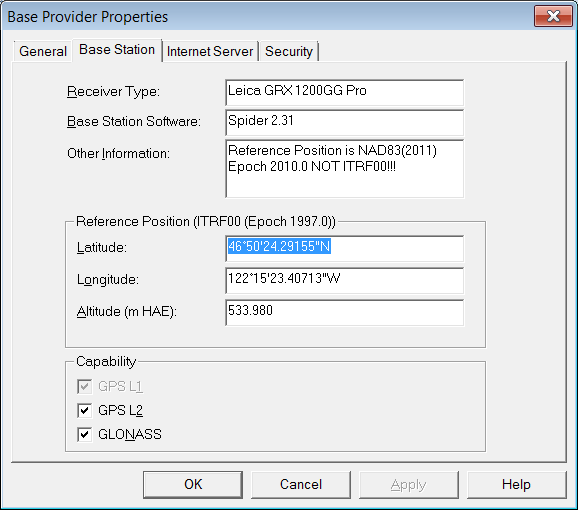 Base Provider Properties
General Base Station Internet Server Security
Receiver Type: Leica GRX 1200GG Pro
Base Station Software: Spider 2.31
Other Information: Reference Position is NAD83(2011)
Epoch 2010.0 NOT ITRF00!!!
Reference Position (ITRF00 (Epoch 1997.0))
Latitude: 46°50'24.29155"N
Longitude: 122°15'23.40713"W
Altitude (m HAE): 533.980
Capability
GPS L1
GPS L2
GLONASS
OK Cancel Apply Help